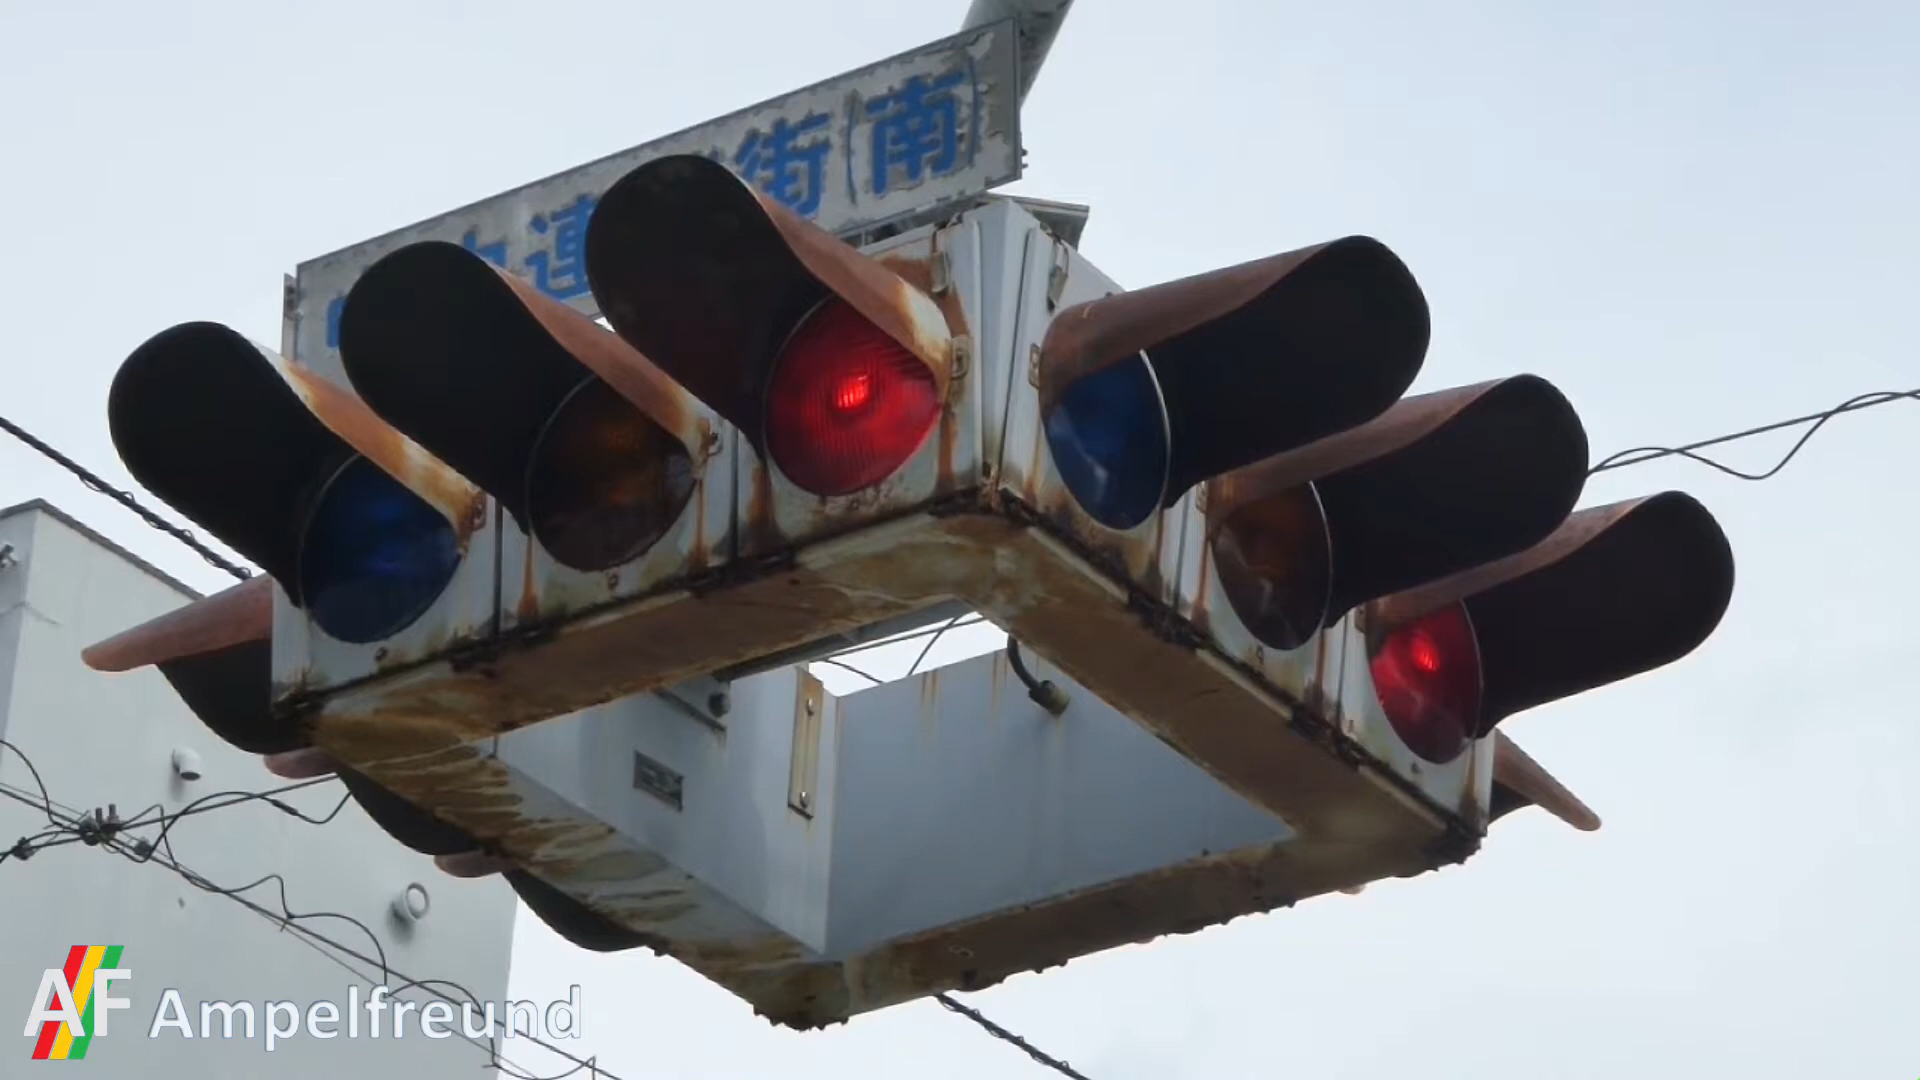 連 街(南)
AF Ampelfreund